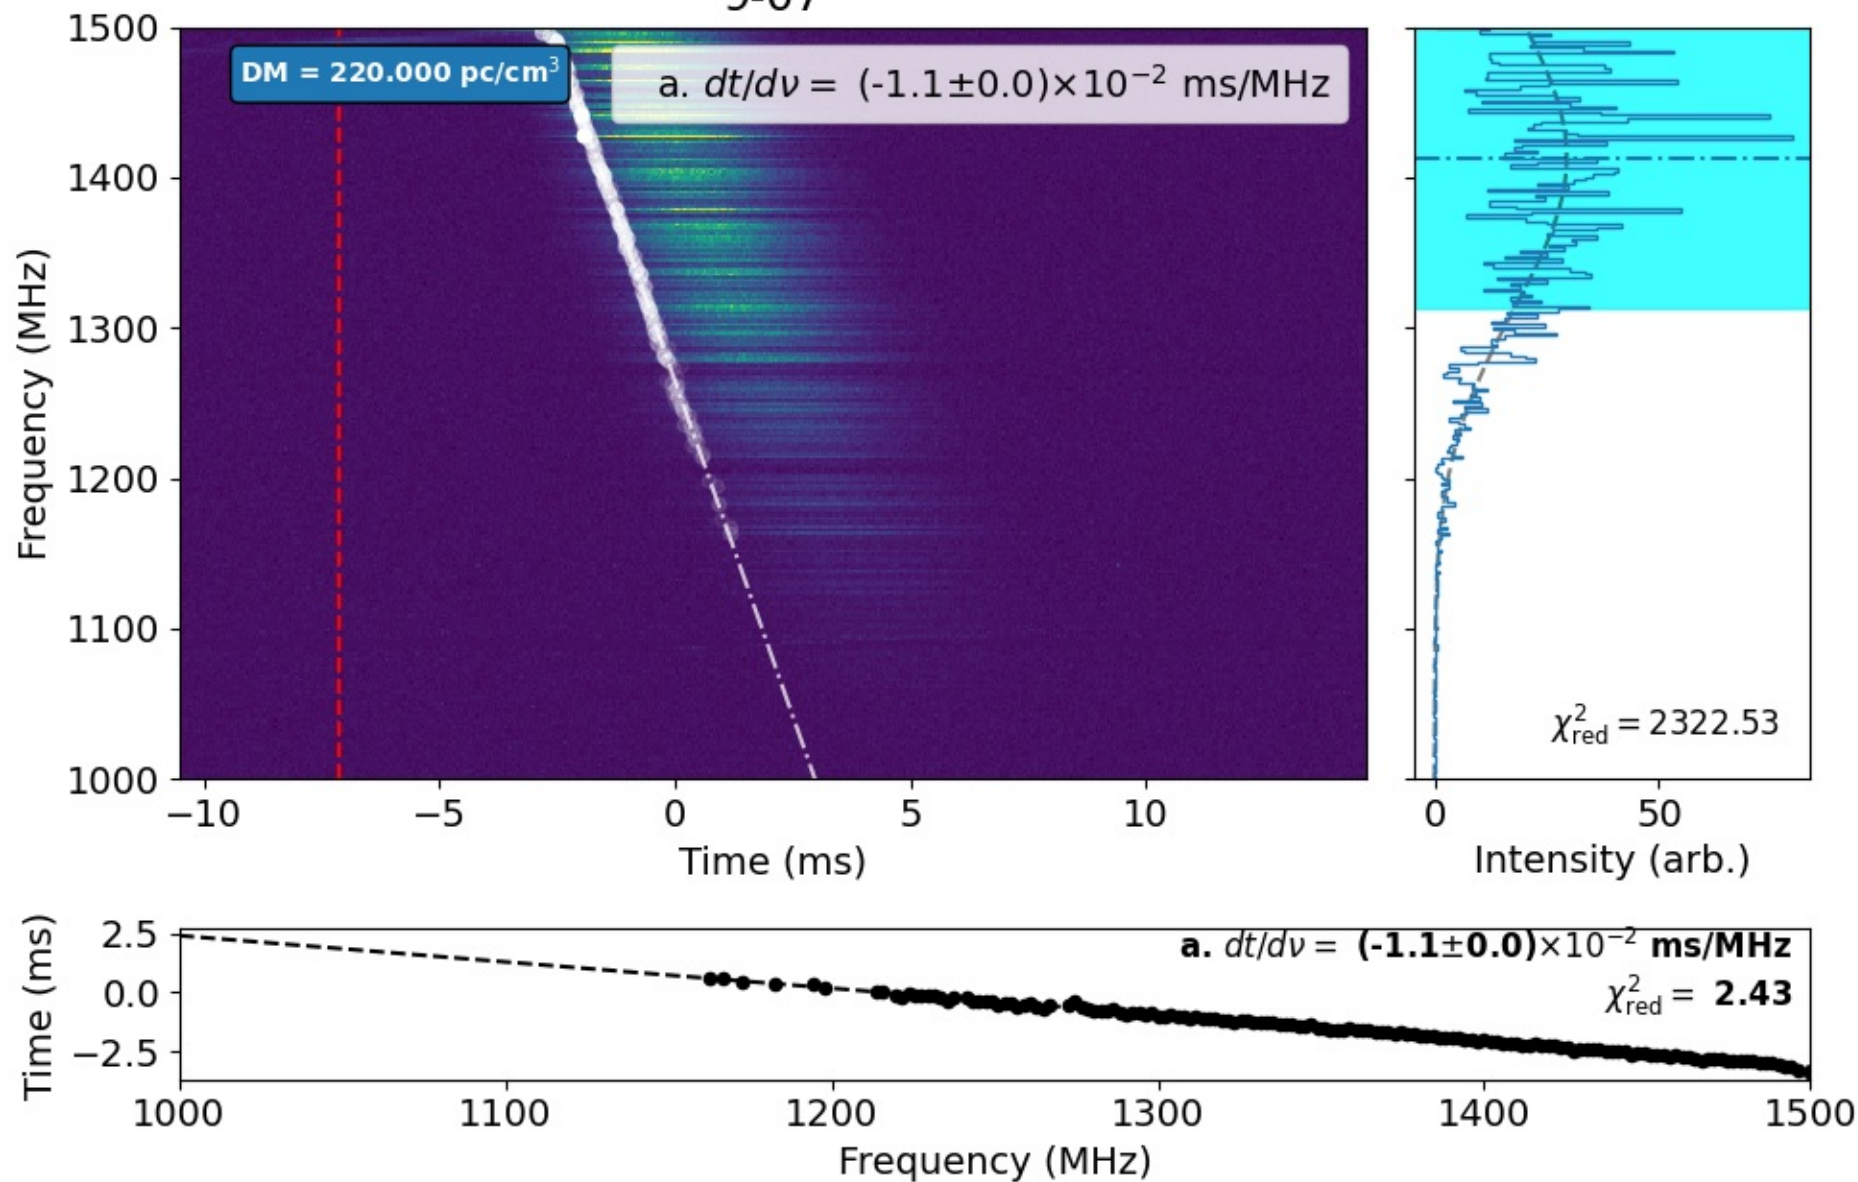 1500
1400
1300
1200
1100
1000
Frequency (MHz)
DM = 220.000 pc/cm³
a. dt/dν = (-1.1±0.0)×10⁻² ms/MHz
−10 −5 0 5 10
Time (ms)
χ²red = 2322.53
0 50
Intensity (arb.)
2.5
0.0
−2.5
Time (ms)
a. dt/dν = (-1.1±0.0)×10⁻² ms/MHz
χ²red = 2.43
1000 1100 1200 1300 1400 1500
Frequency (MHz)